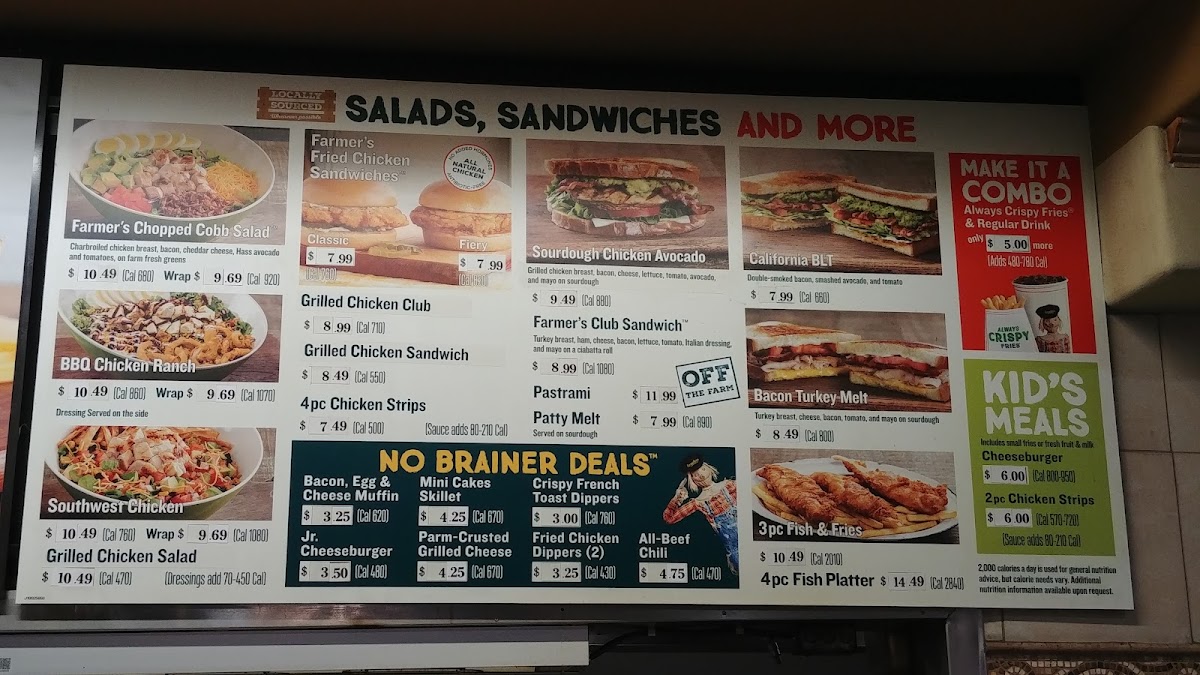 LOCALLY
SOURCED
Whenever possible
SALADS, SANDWICHES AND MORE
Farmer's Chopped Cobb Salad
Charbroiled chicken breast, bacon, cheddar cheese, Hass avocado
and tomatoes, on farm fresh greens
$ 10.49 (Cal 680) Wrap $ 9.69 (Cal 920)
BBQ Chicken Ranch
$ 10.49 (Cal 860) Wrap $ 9.69 (Cal 1070)
Dressing Served on the side
Southwest Chicken
$ 10.49 (Cal 760) Wrap $ 9.69 (Cal 1080)
Grilled Chicken Salad
$ 10.49 (Cal 470) (Dressings add 70-450 Cal)
Farmer's
Fried Chicken
Sandwiches™
NO ADDED HORMONES
ALL
NATURAL
CHICKEN
ANTIBIOTIC-FREE
Classic
$ 7.99
Fiery
$ 7.99
Grilled Chicken Club
$ 8.99 (Cal 710)
Grilled Chicken Sandwich
$ 8.49 (Cal 550)
4pc Chicken Strips
$ 7.49 (Cal 500) (Sauce adds 80-210 Cal)
Sourdough Chicken Avocado
Grilled chicken breast, bacon, cheese, lettuce, tomato, avocado,
and mayo on sourdough
$ 9.49 (Cal 880)
Farmer's Club Sandwich™
Turkey breast, ham, cheese, bacon, lettuce, tomato, Italian dressing,
and mayo on a ciabatta roll
$ 8.99 (Cal 1080)
Pastrami $ 11.99
OFF
THE FARM
Patty Melt $ 7.99 (Cal 890)
Served on sourdough
California BLT
Double-smoked bacon, smashed avocado, and tomato
$ 7.99 (Cal 660)
Bacon Turkey Melt
Turkey breast, cheese, bacon, tomato, and mayo on sourdough
$ 8.49 (Cal 800)
3pc Fish & Fries
$ 10.49 (Cal 2010)
4pc Fish Platter $ 14.49 (Cal 2840)
NO BRAINER DEALS™
Bacon, Egg &
Cheese Muffin
$ 3.25 (Cal 620)
Mini Cakes
Skillet
$ 4.25 (Cal 670)
Crispy French
Toast Dippers
$ 3.00 (Cal 760)
Jr.
Cheeseburger
$ 3.50 (Cal 480)
Parm-Crusted
Grilled Cheese
$ 4.25 (Cal 670)
Fried Chicken
Dippers (2)
$ 3.25 (Cal 430)
All-Beef
Chili
$ 4.75 (Cal 470)
MAKE IT A
COMBO
Always Crispy Fries
& Regular Drink
only $ 5.00 more
(Adds 480-780 Cal)
ALWAYS
CRISPY
FRIES
KID'S
MEALS
Includes small fries or fresh fruit & milk
Cheeseburger
$ 6.00 (Cal 800-950)
2pc Chicken Strips
$ 6.00 (Cal 570-720)
(Sauce adds 80-210 Cal)
2,000 calories a day is used for general nutrition
advice, but calorie needs vary. Additional
nutrition information available upon request.